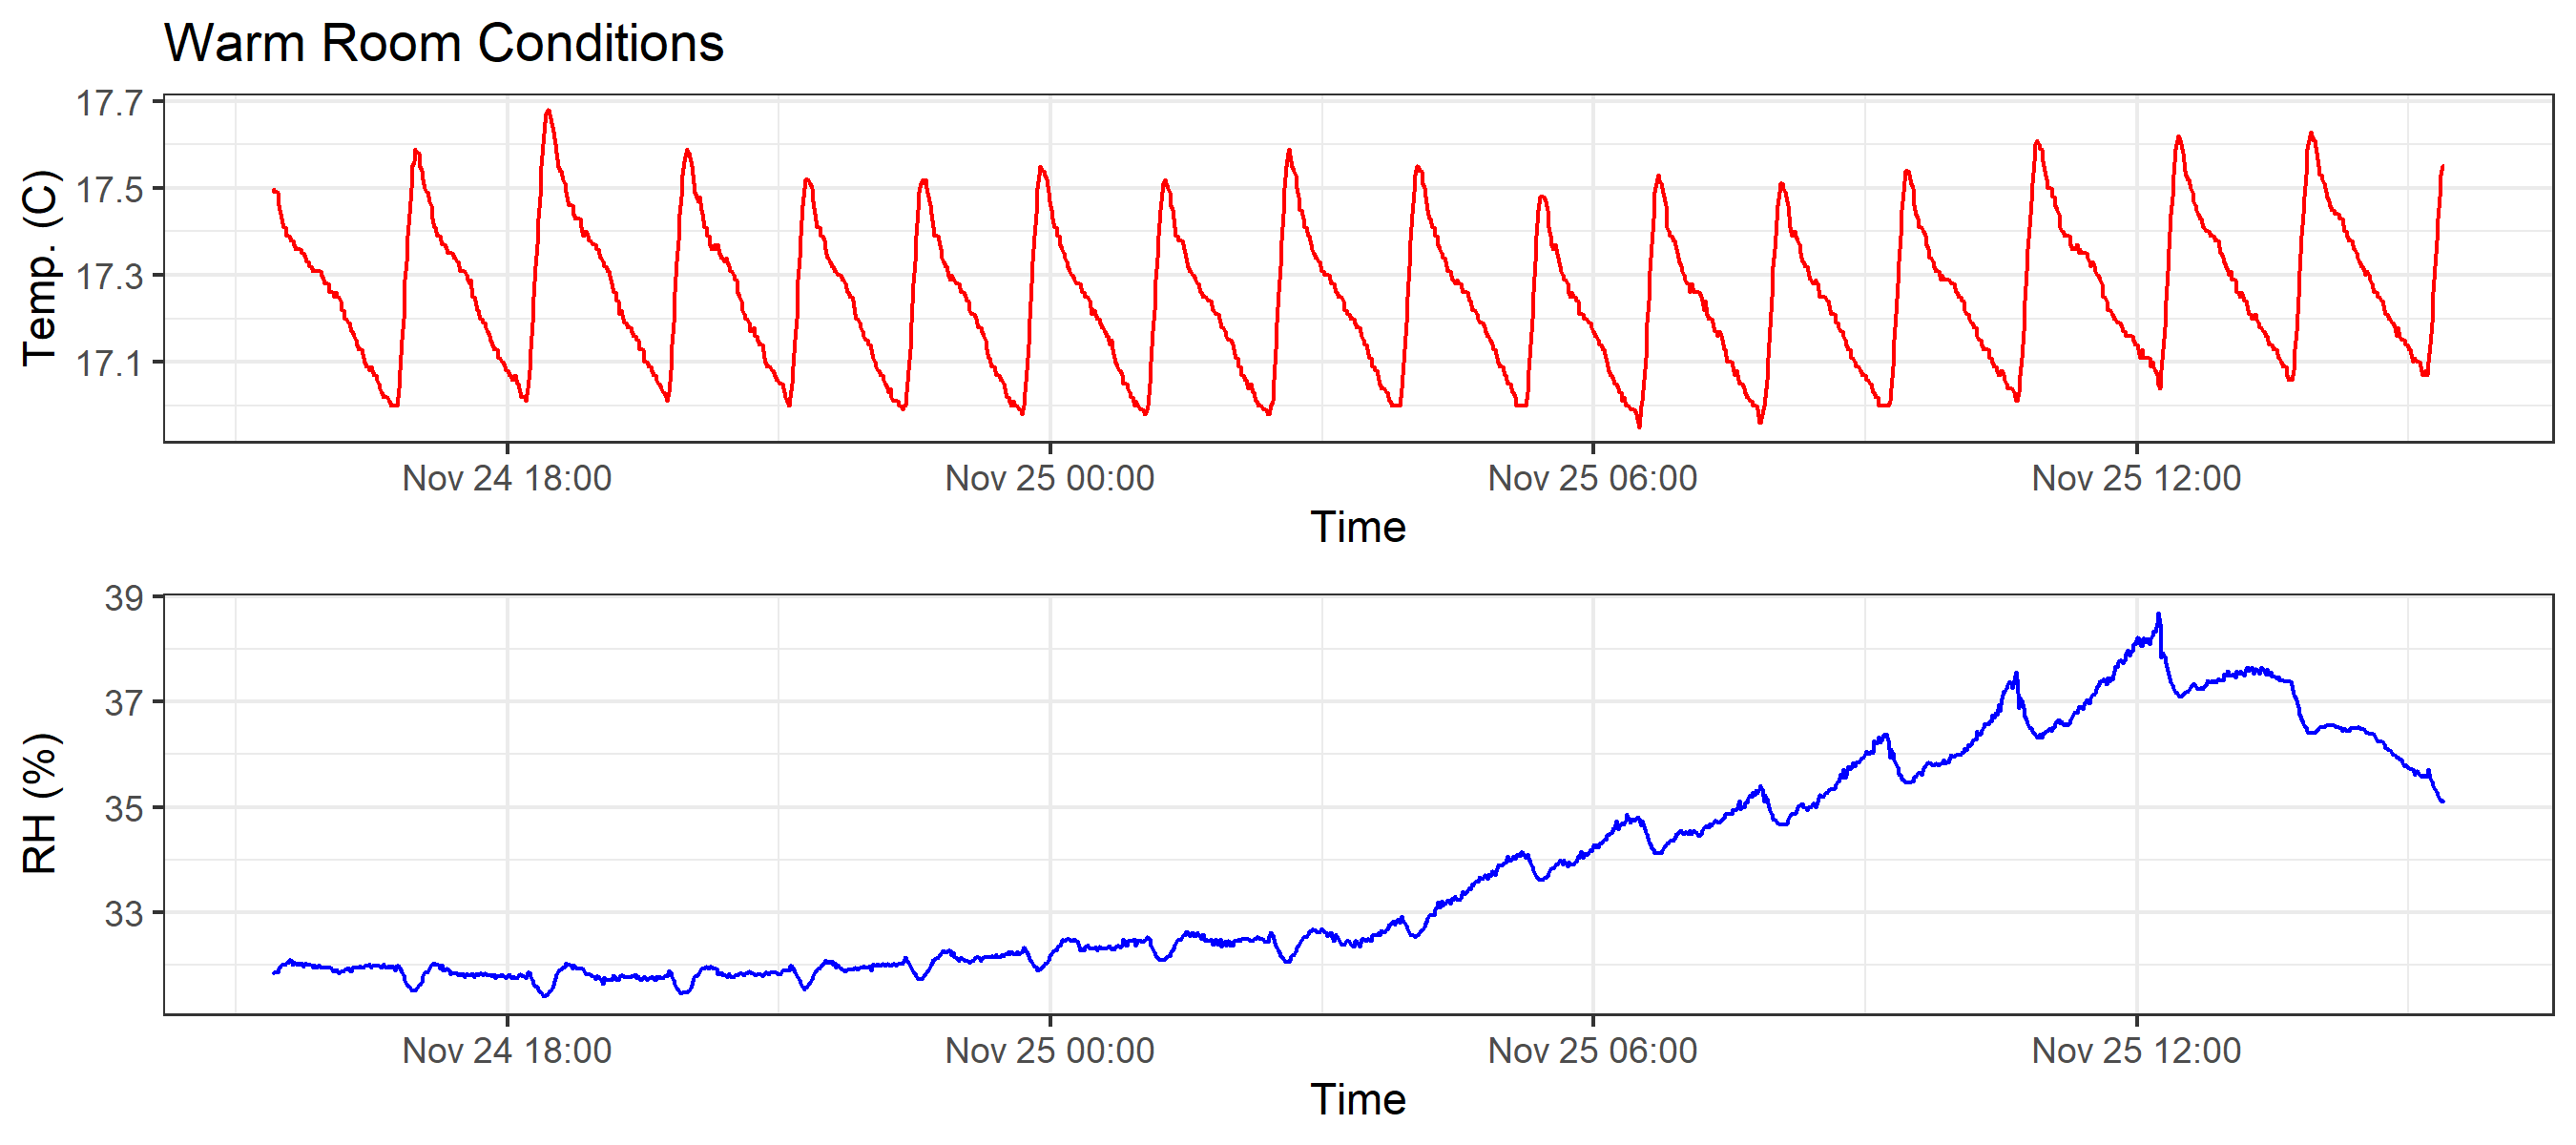 Warm Room Conditions
17.7
17.5
17.3
17.1
Temp. (C)
Nov 24 18:00 Nov 25 00:00 Nov 25 06:00 Nov 25 12:00
Time
39
37
35
33
RH (%)
Nov 24 18:00 Nov 25 00:00 Nov 25 06:00 Nov 25 12:00
Time